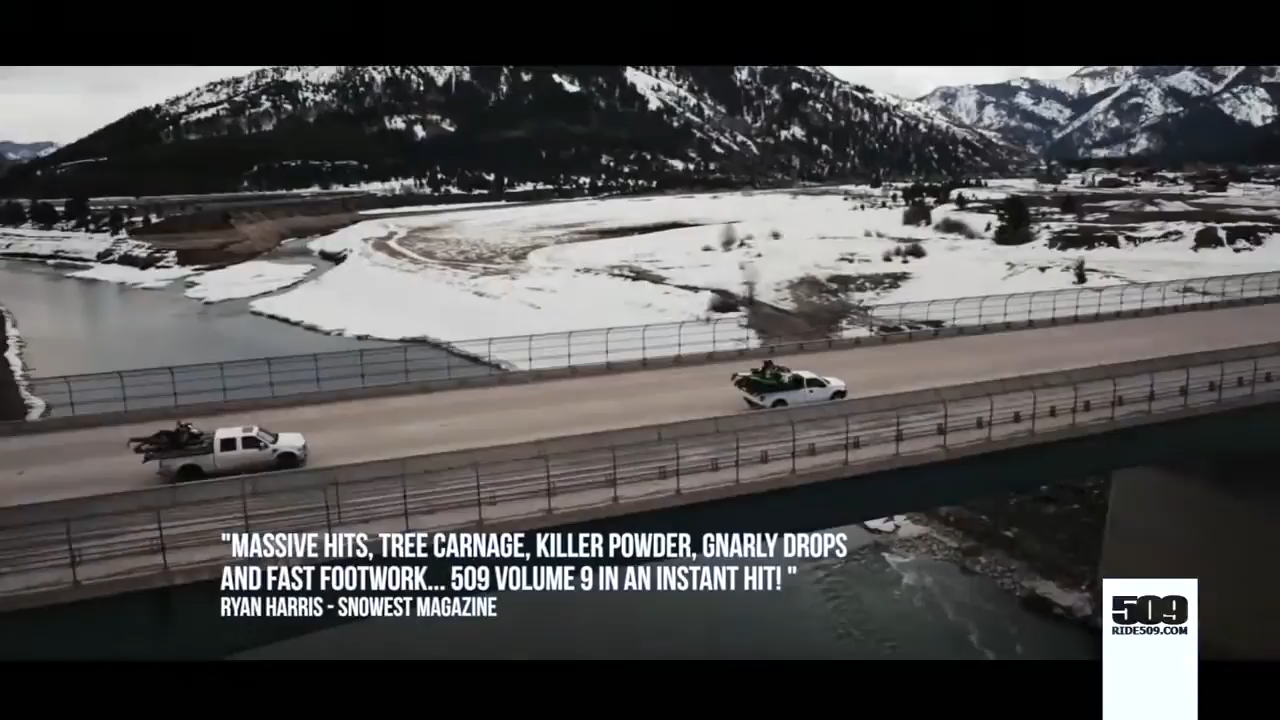 "MASSIVE HITS, TREE CARNAGE, KILLER POWDER, GNARLY DROPS
AND FAST FOOTWORK... 509 VOLUME 9 IN AN INSTANT HIT! "
RYAN HARRIS - SNOWEST MAGAZINE
509
RIDE509.COM